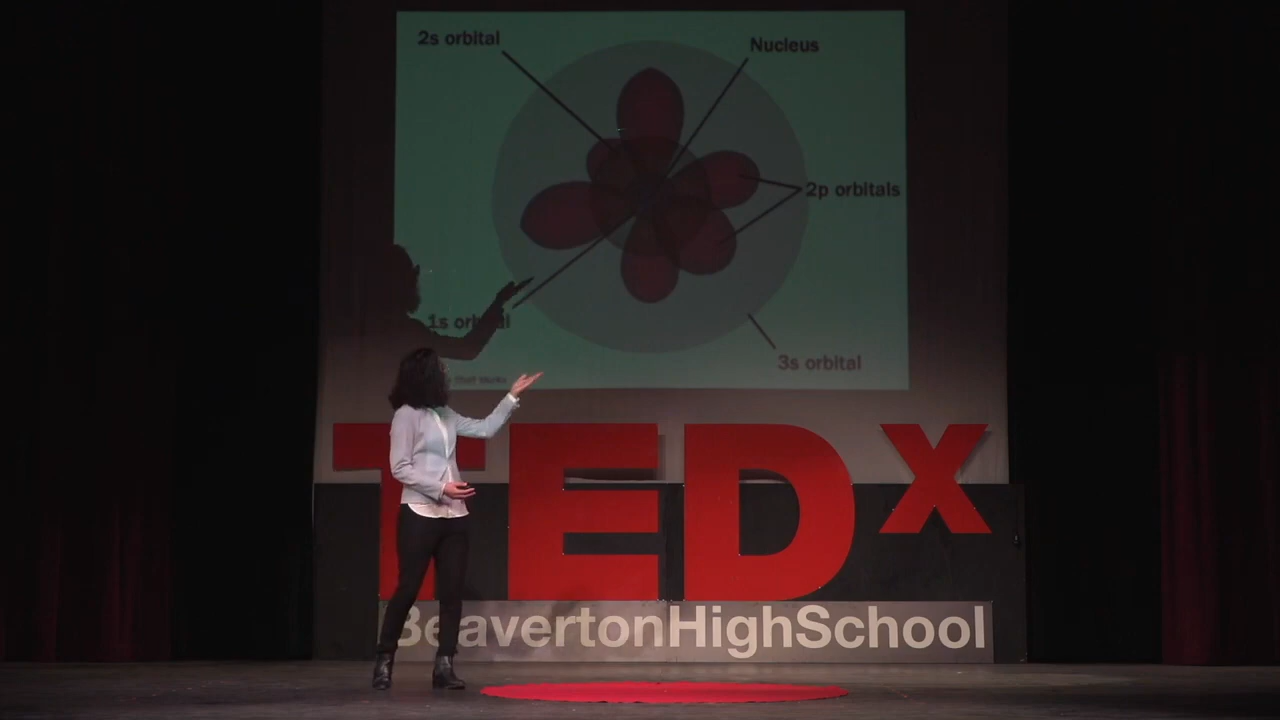 2s orbital
Nucleus
2p orbitals
1s orbital
3s orbital
TEDx
BeavertonHighSchool